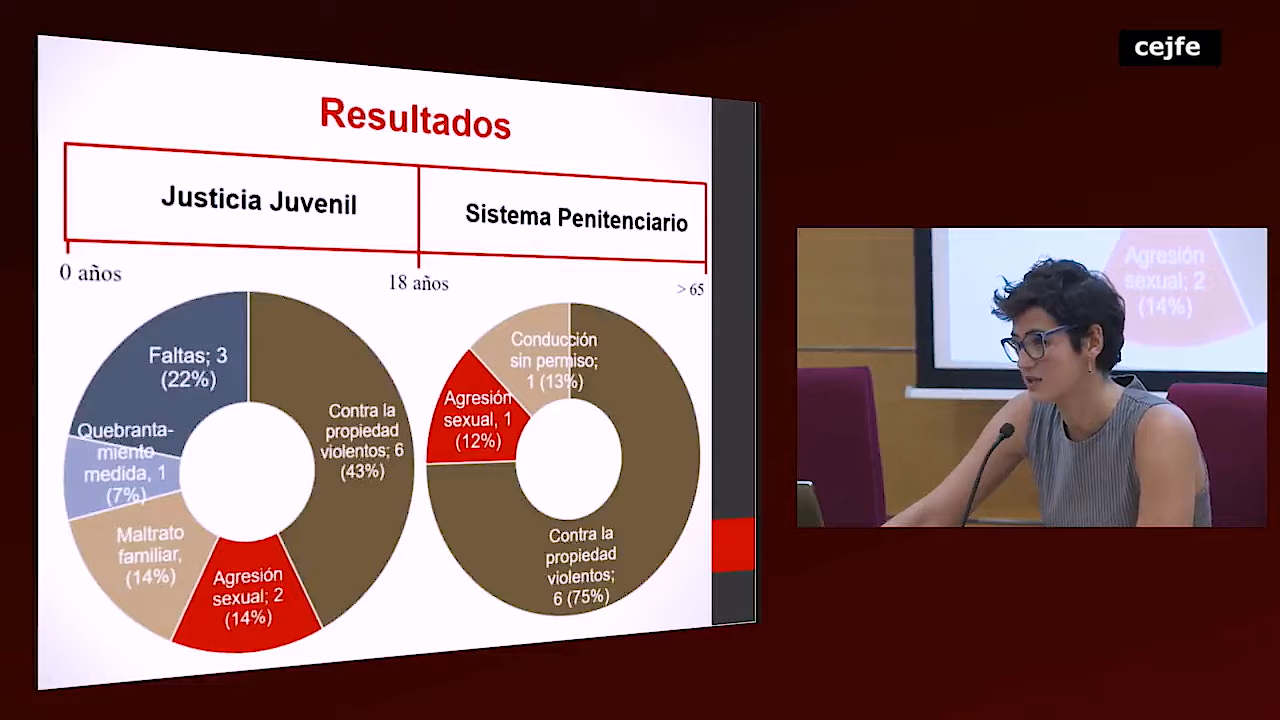 cejfe
Resultados
Justicia Juvenil
Sistema Penitenciario
0 años
18 años
> 65
Faltas; 3
(22%)
Quebranta-
miento
medida, 1
(7%)
Maltrato
familiar,
(14%)
Agresión
sexual; 2
(14%)
Contra la
propiedad
violentos; 6
(43%)
Conducción
sin permiso;
1 (13%)
Agresión
sexual, 1
(12%)
Contra la
propiedad
violentos;
6 (75%)
Agresión
sexual; 2
(14%)